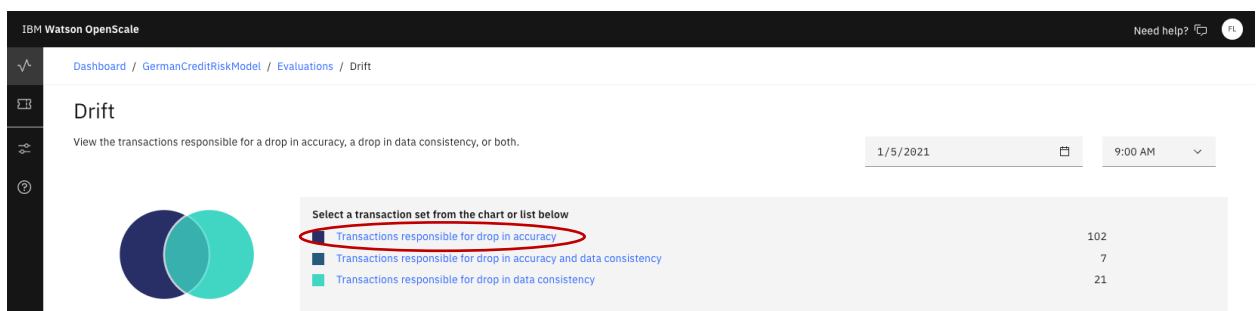 IBM Watson OpenScale
Need help?
FL
Dashboard / GermanCreditRiskModel / Evaluations / Drift
Drift
View the transactions responsible for a drop in accuracy, a drop in data consistency, or both.
1/5/2021
9:00 AM
Select a transaction set from the chart or list below
Transactions responsible for drop in accuracy 102
Transactions responsible for drop in accuracy and data consistency 7
Transactions responsible for drop in data consistency 21